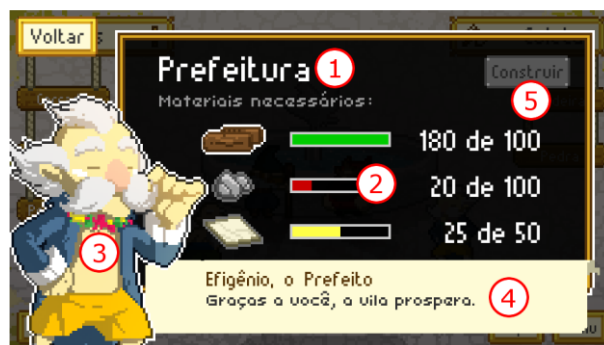 Voltar
Prefeitura 1
Construir
5
Materiais necessários:
180 de 100
2
20 de 100
25 de 50
3
Efigênio, o Prefeito
Graças a você, a vila prospera.
4